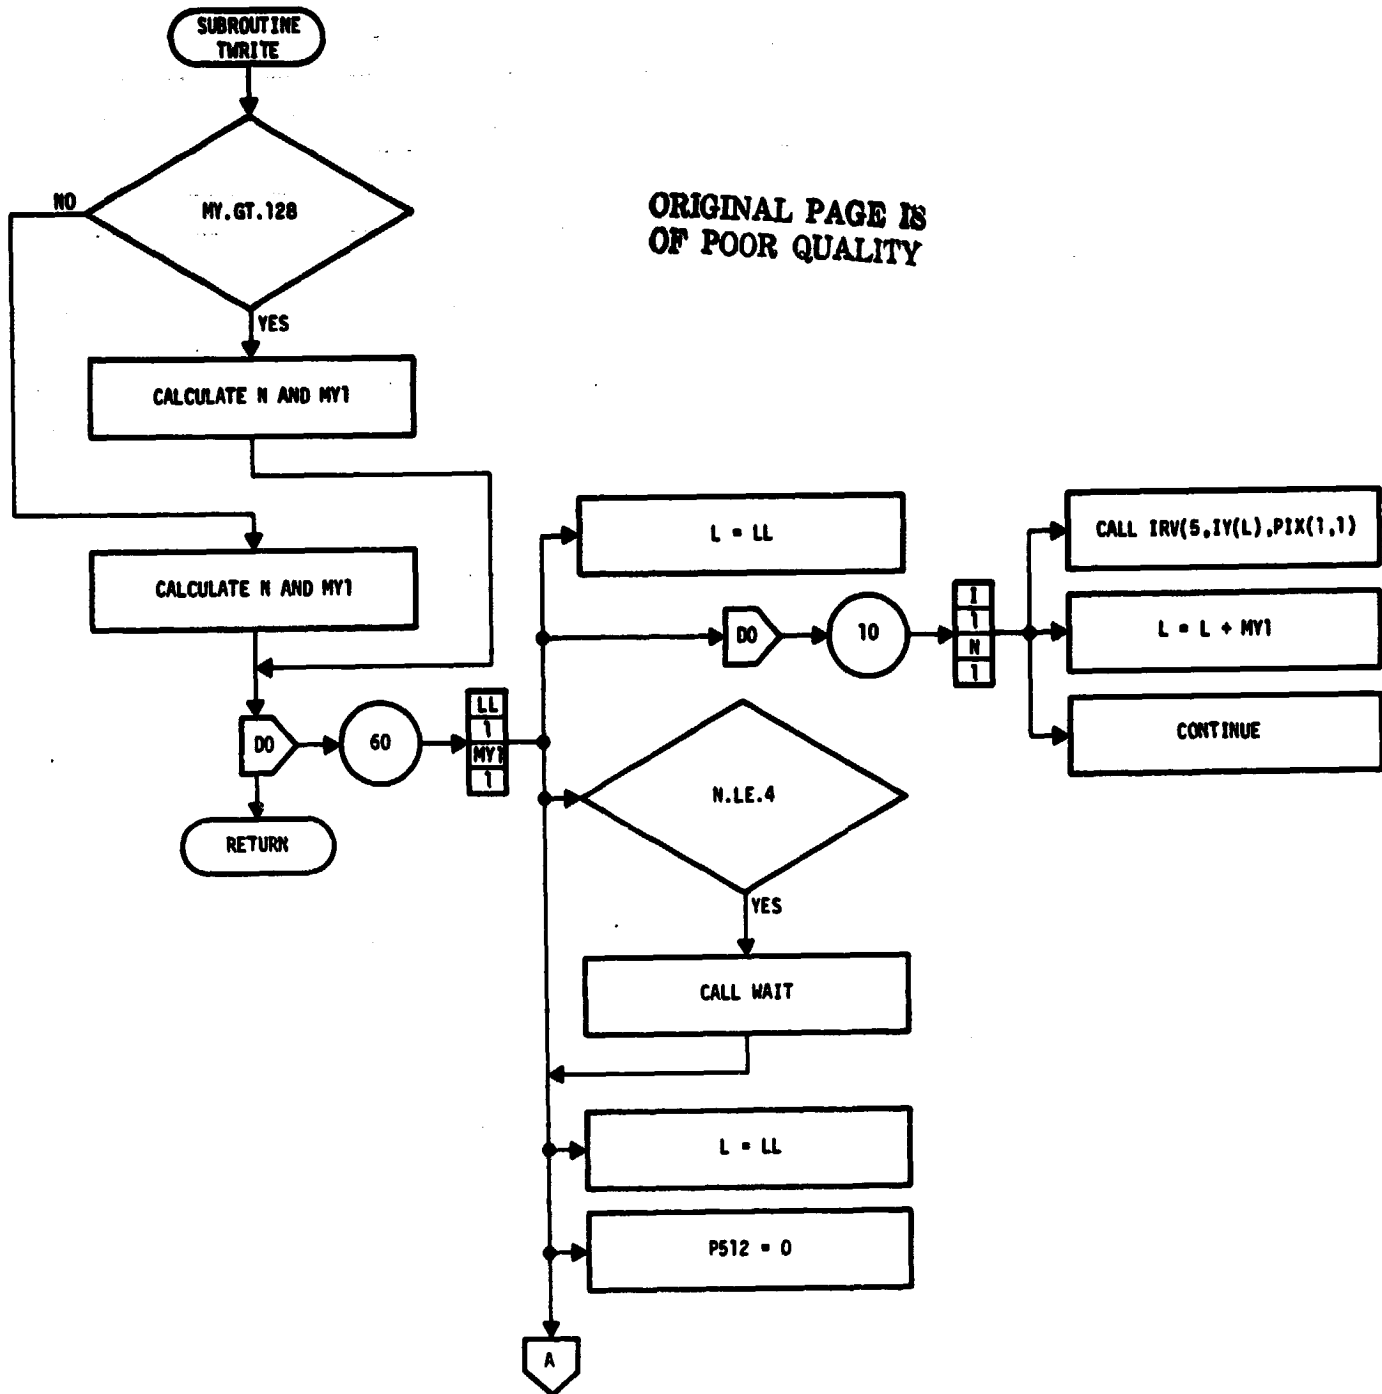 SUBROUTINE
TWRITE
MY.GT.128
NO
YES
CALCULATE N AND MY1
CALCULATE N AND MY1
DO
60
LL
1
MY1
1
RETURN
ORIGINAL PAGE IS
OF POOR QUALITY
L = LL
DO
10
I
1
N
1
CALL IRV(5,IY(L),PIX(1,1)
L = L + MY1
CONTINUE
N.LE.4
YES
CALL WAIT
L = LL
P512 = 0
A